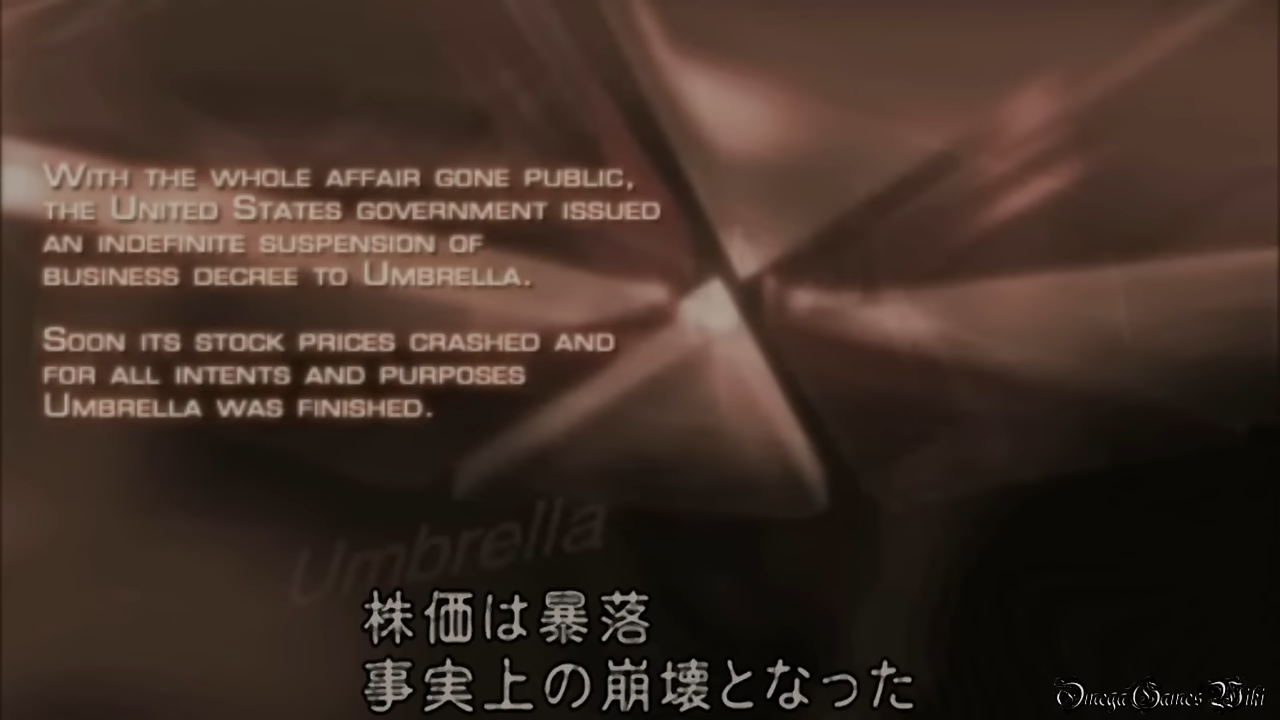 With the whole affair gone public,
the United States government issued
an indefinite suspension of
business decree to Umbrella.
Soon its stock prices crashed and
for all intents and purposes
Umbrella was finished.
Umbrella
株価は暴落
事実上の崩壊となった
Omega Games Wiki